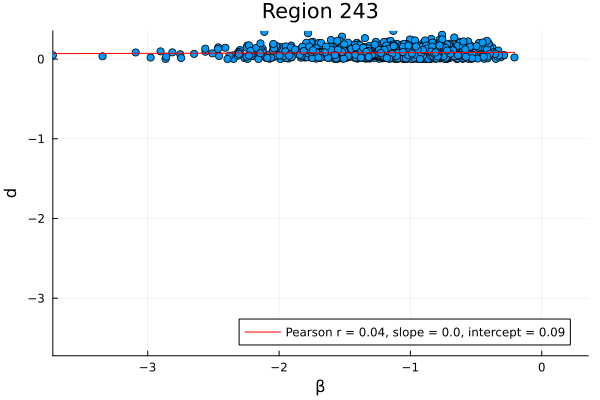 Region 243
d
0
−1
−2
−3
Pearson r = 0.04, slope = 0.0, intercept = 0.09
−3 −2 −1 0
β